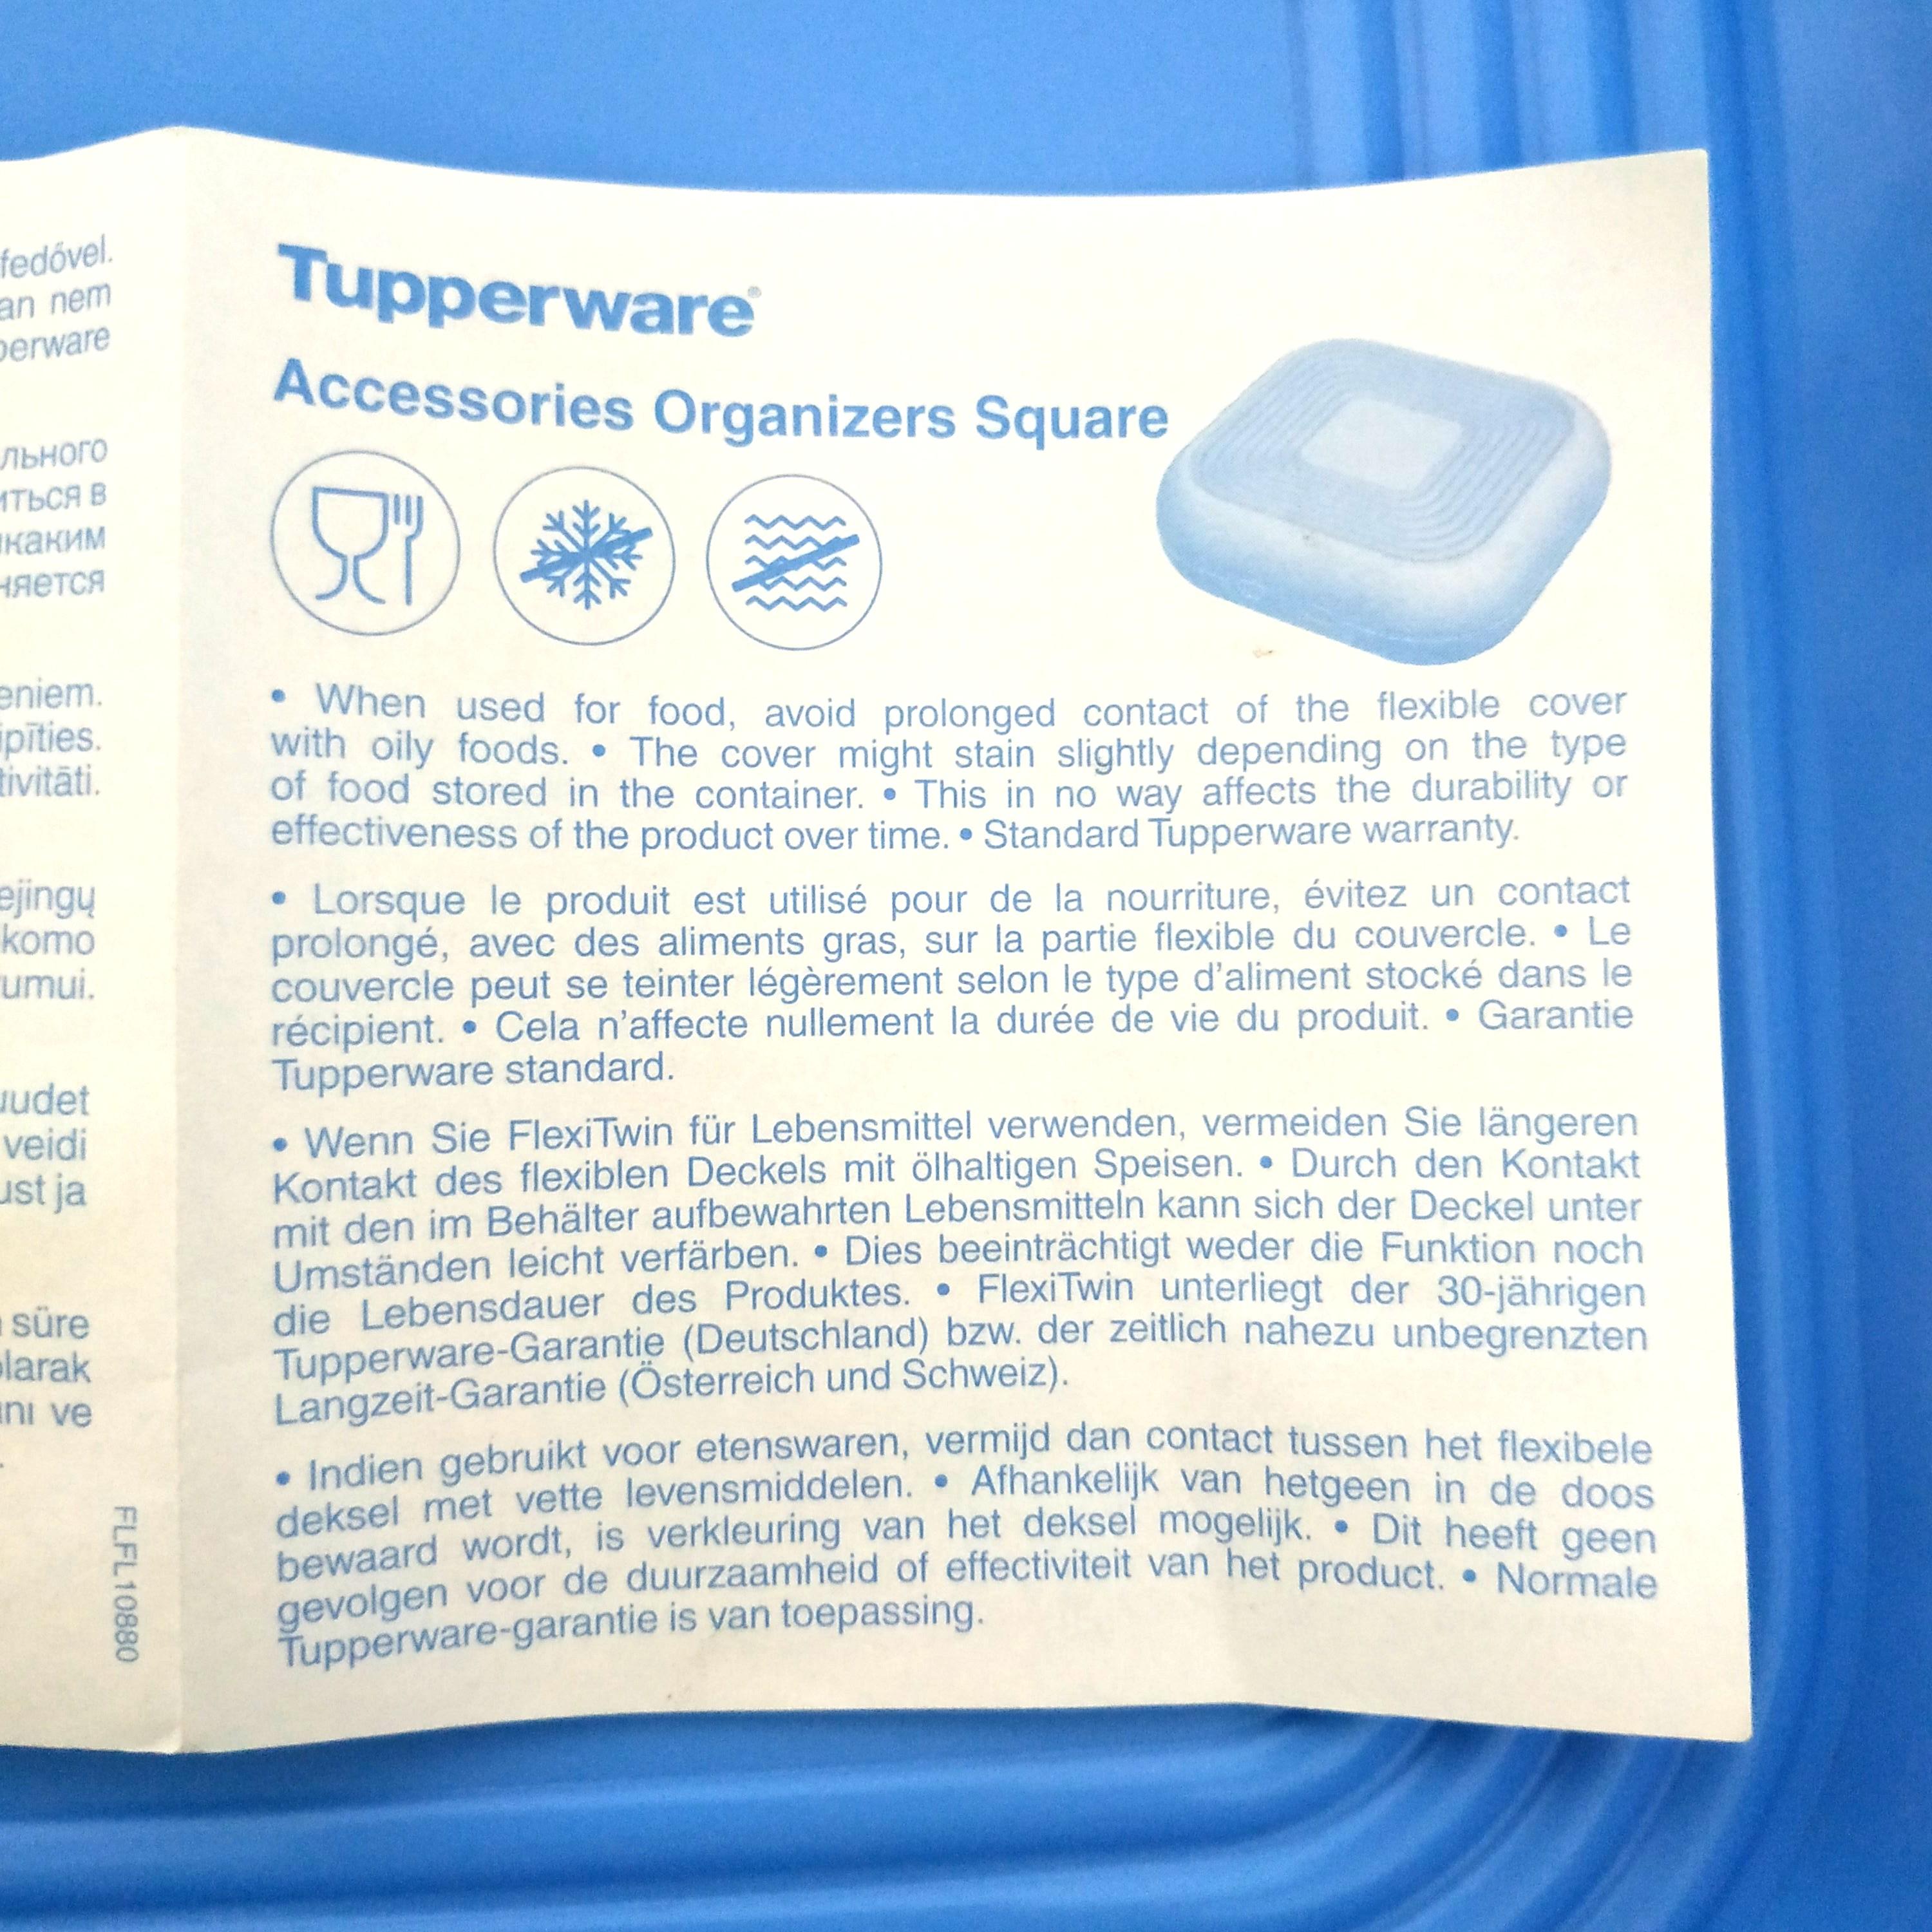 fedővel.
an nem
perware
льного
ться в
икаким
няется
eniem.
ipīties.
tivitāti.
ejingų
komo
umui.
uudet
veidi
ust ja
süre
olarak
ını ve
FLFL10880
Tupperware®
Accessories Organizers Square
• When used for food, avoid prolonged contact of the flexible cover
with oily foods. • The cover might stain slightly depending on the type
of food stored in the container. • This in no way affects the durability or
effectiveness of the product over time. • Standard Tupperware warranty.
• Lorsque le produit est utilisé pour de la nourriture, évitez un contact
prolongé, avec des aliments gras, sur la partie flexible du couvercle. • Le
couvercle peut se teinter légèrement selon le type d'aliment stocké dans le
récipient. • Cela n'affecte nullement la durée de vie du produit. • Garantie
Tupperware standard.
• Wenn Sie FlexiTwin für Lebensmittel verwenden, vermeiden Sie längeren
Kontakt des flexiblen Deckels mit ölhaltigen Speisen. • Durch den Kontakt
mit den im Behälter aufbewahrten Lebensmitteln kann sich der Deckel unter
Umständen leicht verfärben. • Dies beeinträchtigt weder die Funktion noch
die Lebensdauer des Produktes. • FlexiTwin unterliegt der 30-jährigen
Tupperware-Garantie (Deutschland) bzw. der zeitlich nahezu unbegrenzten
Langzeit-Garantie (Österreich und Schweiz).
• Indien gebruikt voor etenswaren, vermijd dan contact tussen het flexibele
deksel met vette levensmiddelen. • Afhankelijk van hetgeen in de doos
bewaard wordt, is verkleuring van het deksel mogelijk. • Dit heeft geen
gevolgen voor de duurzaamheid of effectiviteit van het product. • Normale
Tupperware-garantie is van toepassing.